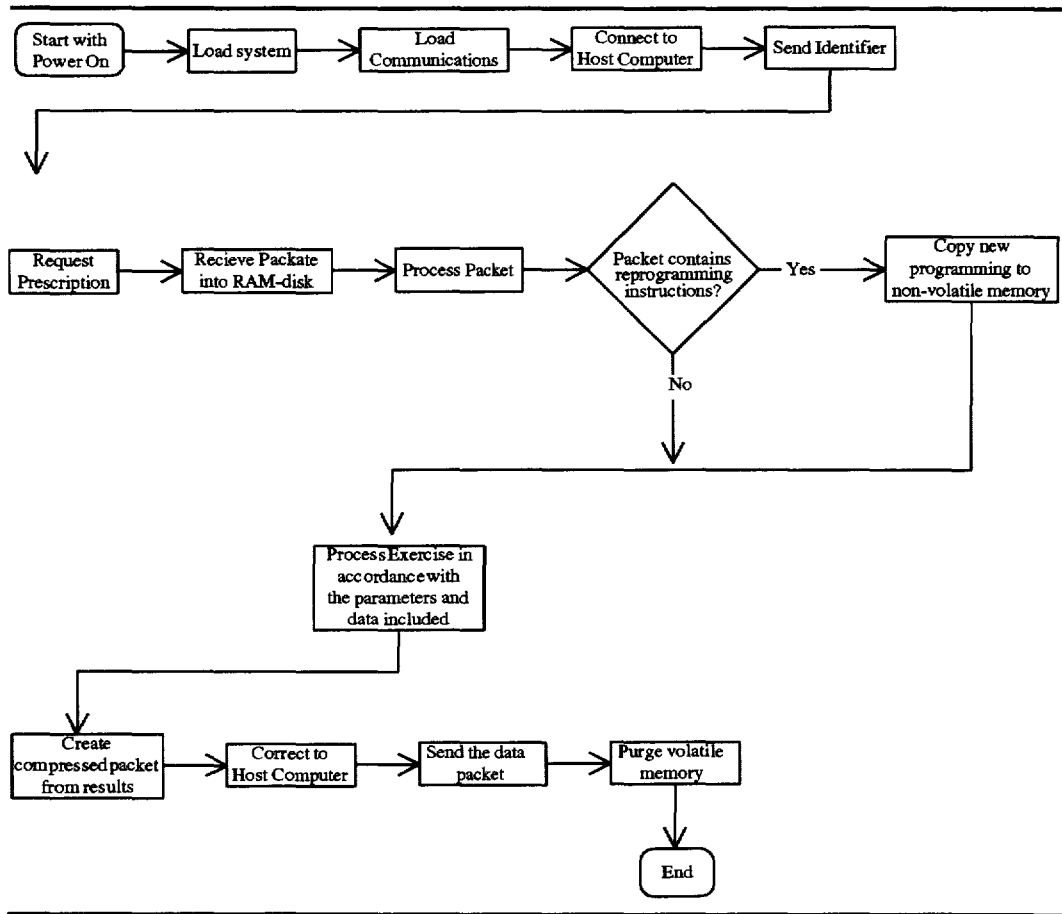 Start with
Power On
Load system
Load
Communications
Connect to
Host Computer
Send Identifier
Request
Prescription
Recieve Packate
into RAM-disk
Process Packet
Packet contains
reprogramming
instructions?
Yes
Copy new
programming to
non-volatile memory
No
Process Exercise in
accordance with
the parameters and
data included
Create
compressed packet
from results
Correct to
Host Computer
Send the data
packet
Purge volatile
memory
End